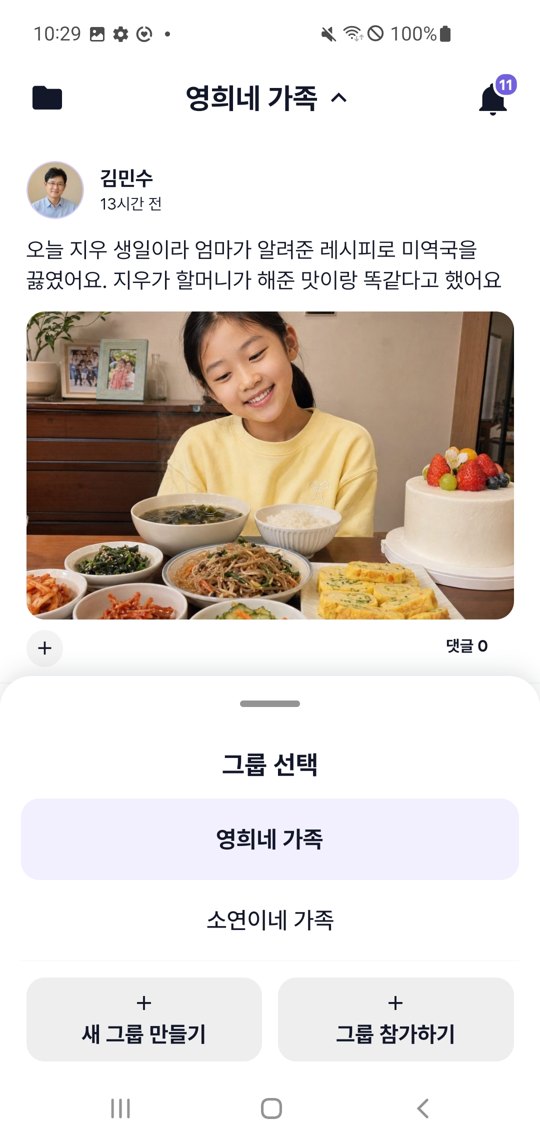 10:29
100%
영희네 가족
11
김민수
13시간 전
오늘 지우 생일이라 엄마가 알려준 레시피로 미역국을
끓였어요. 지우가 할머니가 해준 맛이랑 똑같다고 했어요
+
댓글 0
그룹 선택
영희네 가족
소연이네 가족
+
새 그룹 만들기
+
그룹 참가하기